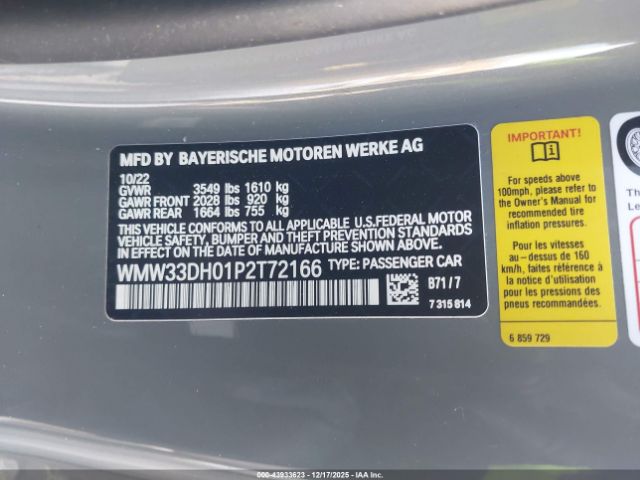 MFD BY BAYERISCHE MOTOREN WERKE AG
10/22
GVWR 3549 lbs 1610 kg
GAWR FRONT 2028 lbs 920 kg
GAWR REAR 1664 lbs 755 kg
THIS VEHICLE CONFORMS TO ALL APPLICABLE U.S.FEDERAL MOTOR
VEHICLE SAFETY, BUMPER AND THEFT PREVENTION STANDARDS
IN EFFECT ON THE DATE OF MANUFACTURE SHOWN ABOVE.
WMW33DH01P2T72166 TYPE: PASSENGER CAR
B71 / 7
7 315 814
IMPORTANT!
For speeds above
100mph, please refer to
the Owner's Manual for
recommended tire
inflation pressures.
Pour les vitesses
au-dessus de 160
km/h, faites référence
à cette notice d'utilisation
pour les pressions des
pneus recommandées.
6 859 729
Le
000-43933623 - 12/17/2025 - IAAI.COM